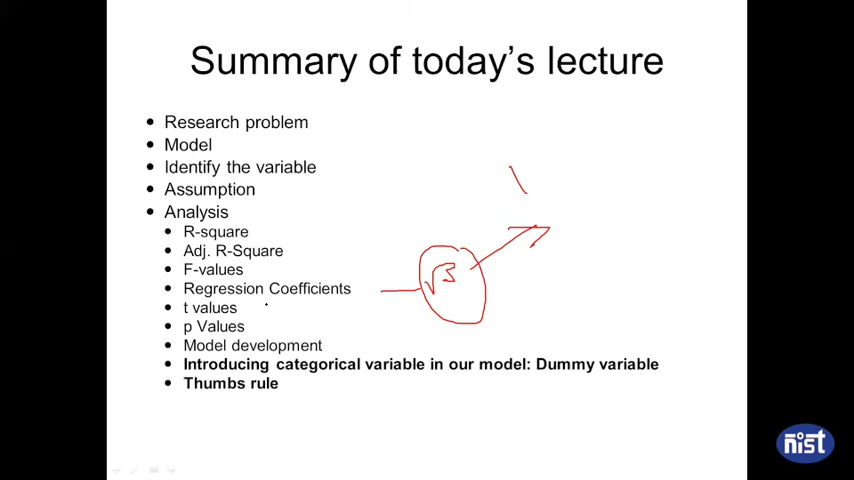 Summary of today's lecture
• Research problem
• Model
• Identify the variable
• Assumption
• Analysis
• R-square
• Adj. R-Square
• F-values
• Regression Coefficients
• t values
• p Values
• Model development
• Introducing categorical variable in our model: Dummy variable
• Thumbs rule
nist